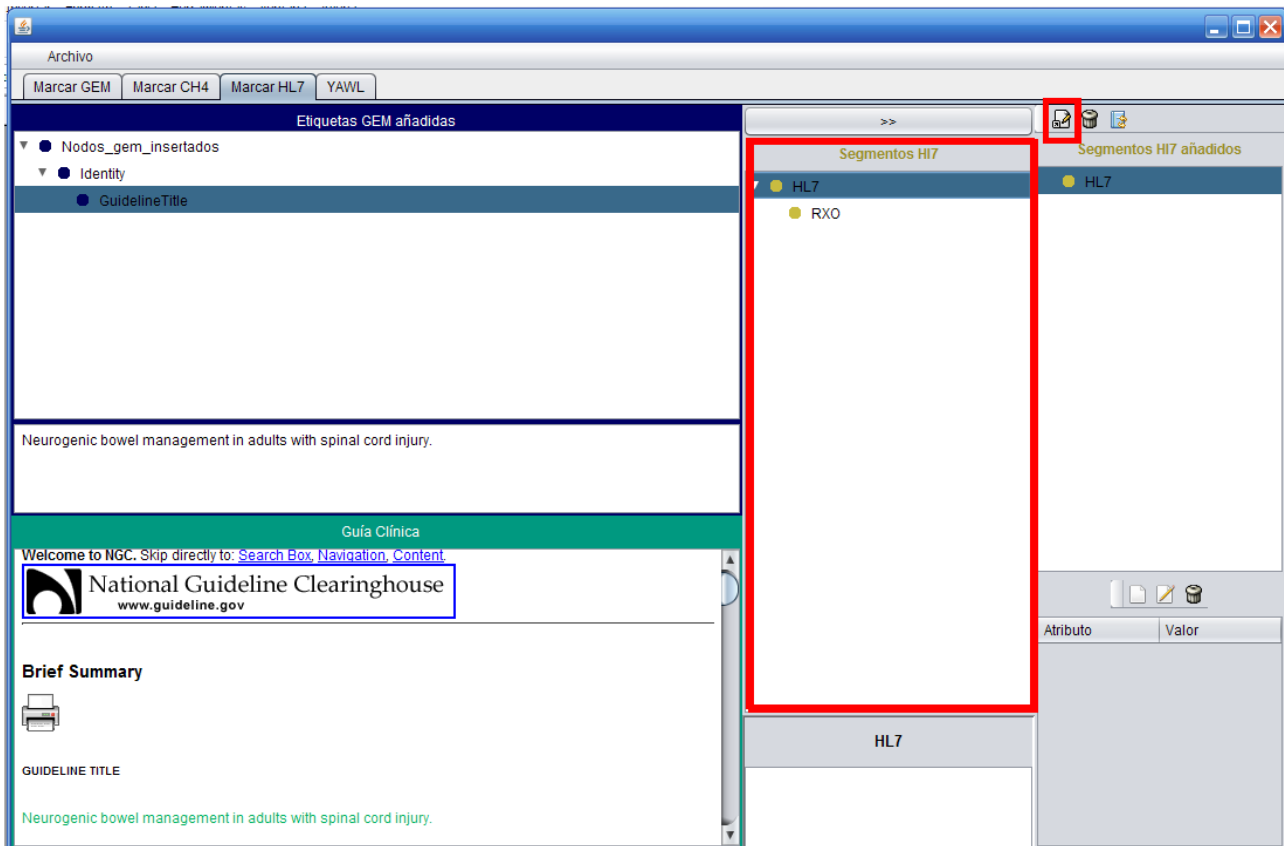 Archivo
Marcar GEM Marcar CH4 Marcar HL7 YAWL
Etiquetas GEM añadidas
Nodos_gem_insertados
Identity
GuidelineTitle
Neurogenic bowel management in adults with spinal cord injury.
Guía Clínica
Welcome to NGC. Skip directly to: Search Box, Navigation, Content.
National Guideline Clearinghouse
www.guideline.gov
Brief Summary
GUIDELINE TITLE
Neurogenic bowel management in adults with spinal cord injury.
>>
Segmentos Hl7
HL7
RXO
HL7
Segmentos Hl7 añadidos
HL7
Atributo Valor